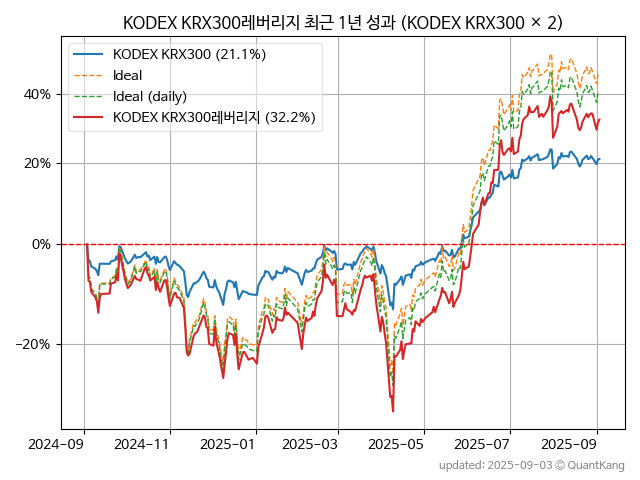 KODEX KRX300레버리지 최근 1년 성과 (KODEX KRX300 × 2)
KODEX KRX300 (21.1%)
Ideal
Ideal (daily)
KODEX KRX300레버리지 (32.2%)
40%
20%
0%
−20%
2024-09
2024-11
2025-01
2025-03
2025-05
2025-07
2025-09
updated: 2025-09-03 © QuantKang